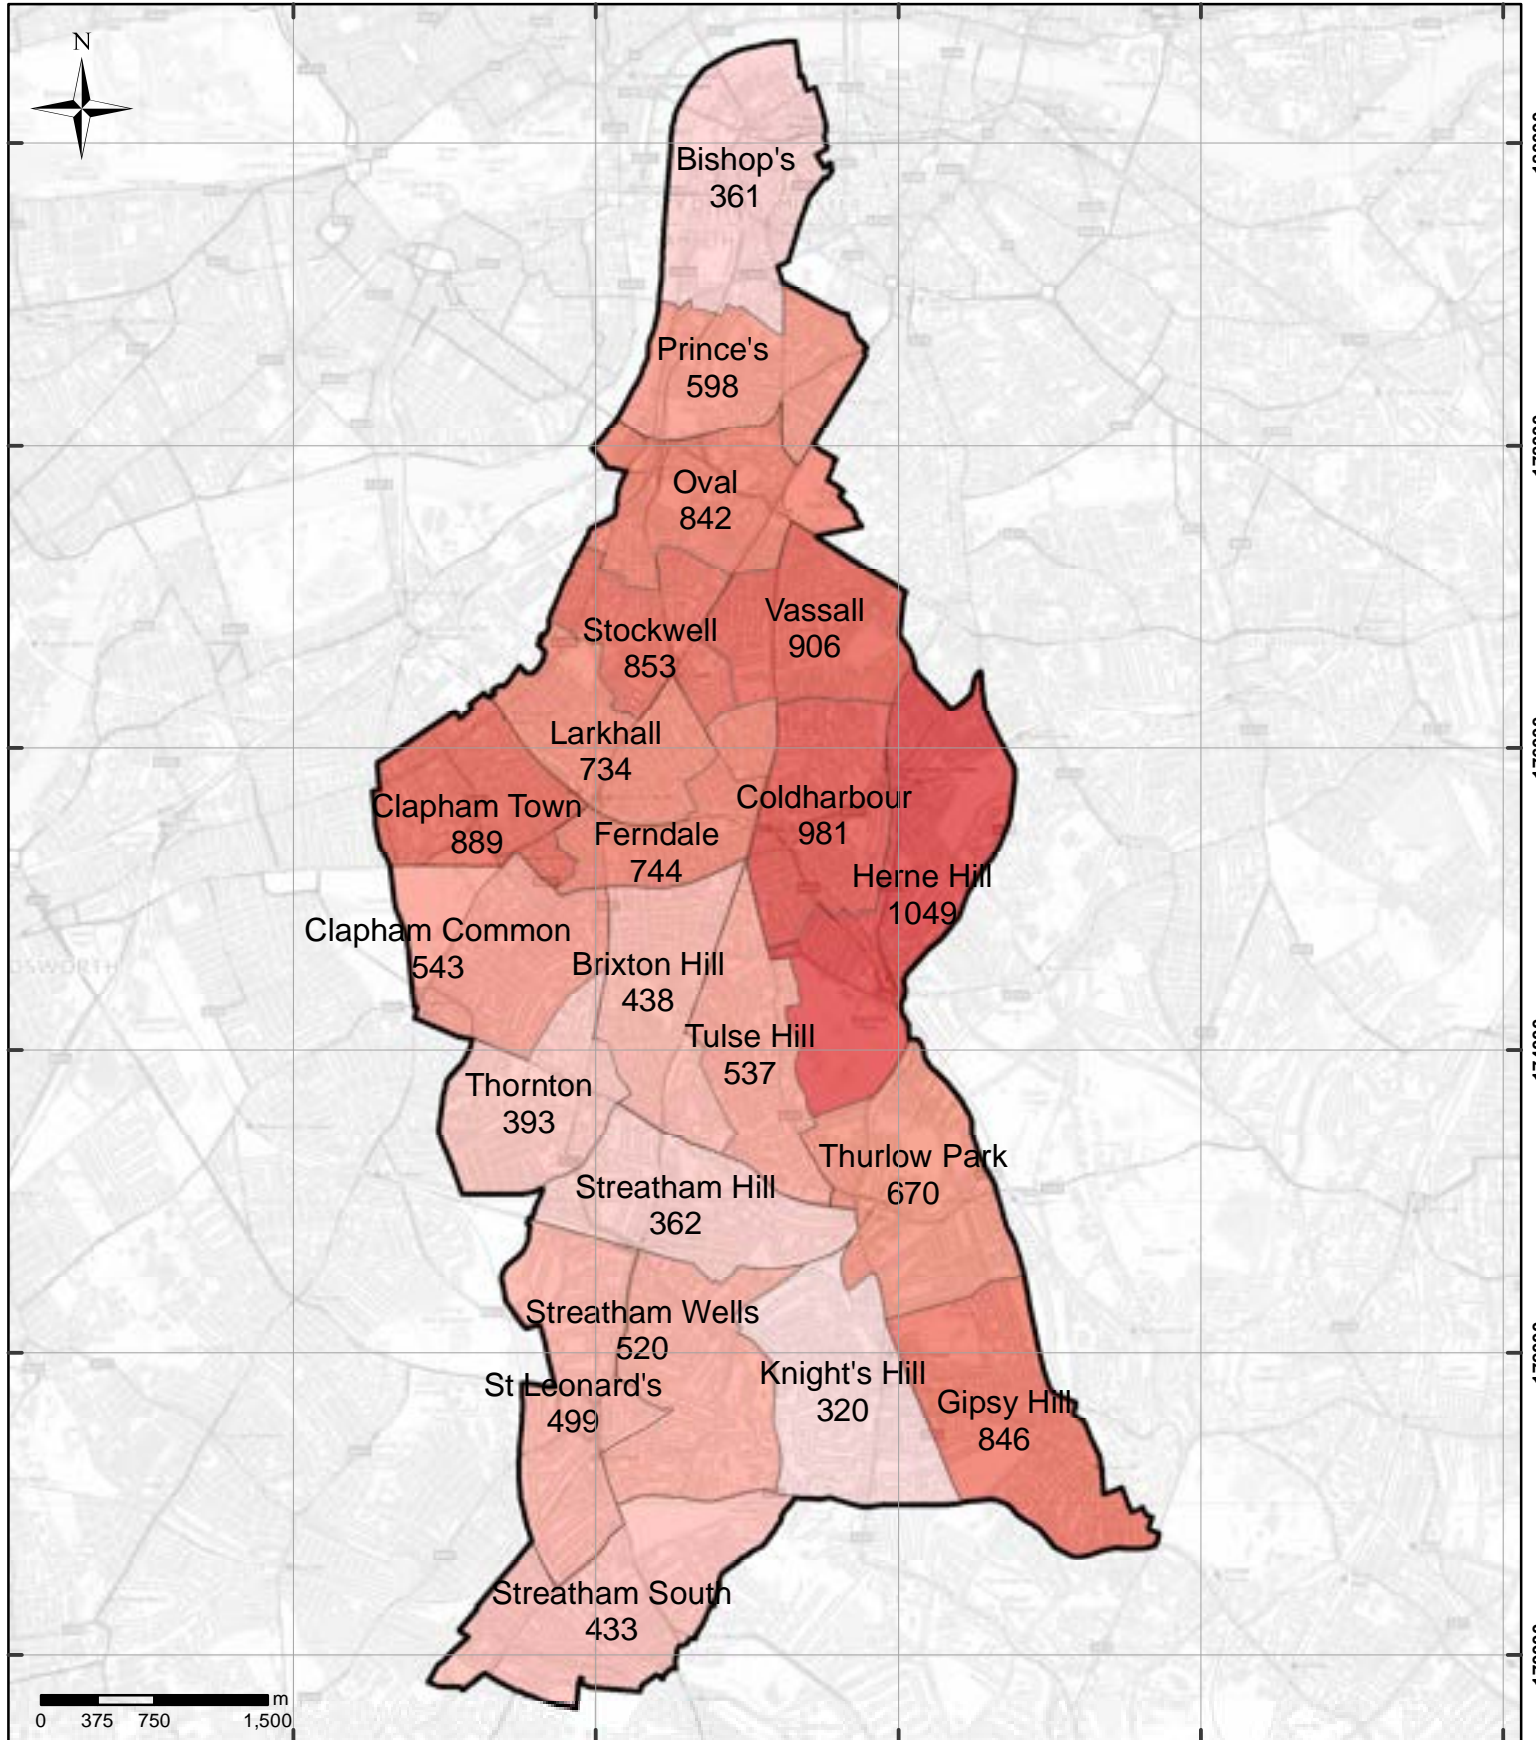 N
Bishop's
361
Prince's
598
Oval
842
Vassall
906
Stockwell
853
Larkhall
734
Coldharbour
981
Clapham Town
889
Ferndale
744
Herne Hill
1049
Clapham Common
543
Brixton Hill
438
Tulse Hill
537
Thornton
393
Thurlow Park
670
Streatham Hill
362
Streatham Wells
520
Knight's Hill
320
St Leonard's
499
Gipsy Hill
846
Streatham South
433
m
0 375 750 1,500